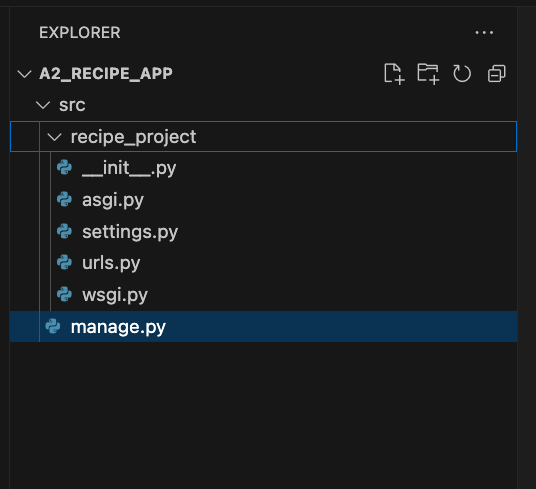 EXPLORER
A2_RECIPE_APP
src
recipe_project
__init__.py
asgi.py
settings.py
urls.py
wsgi.py
manage.py